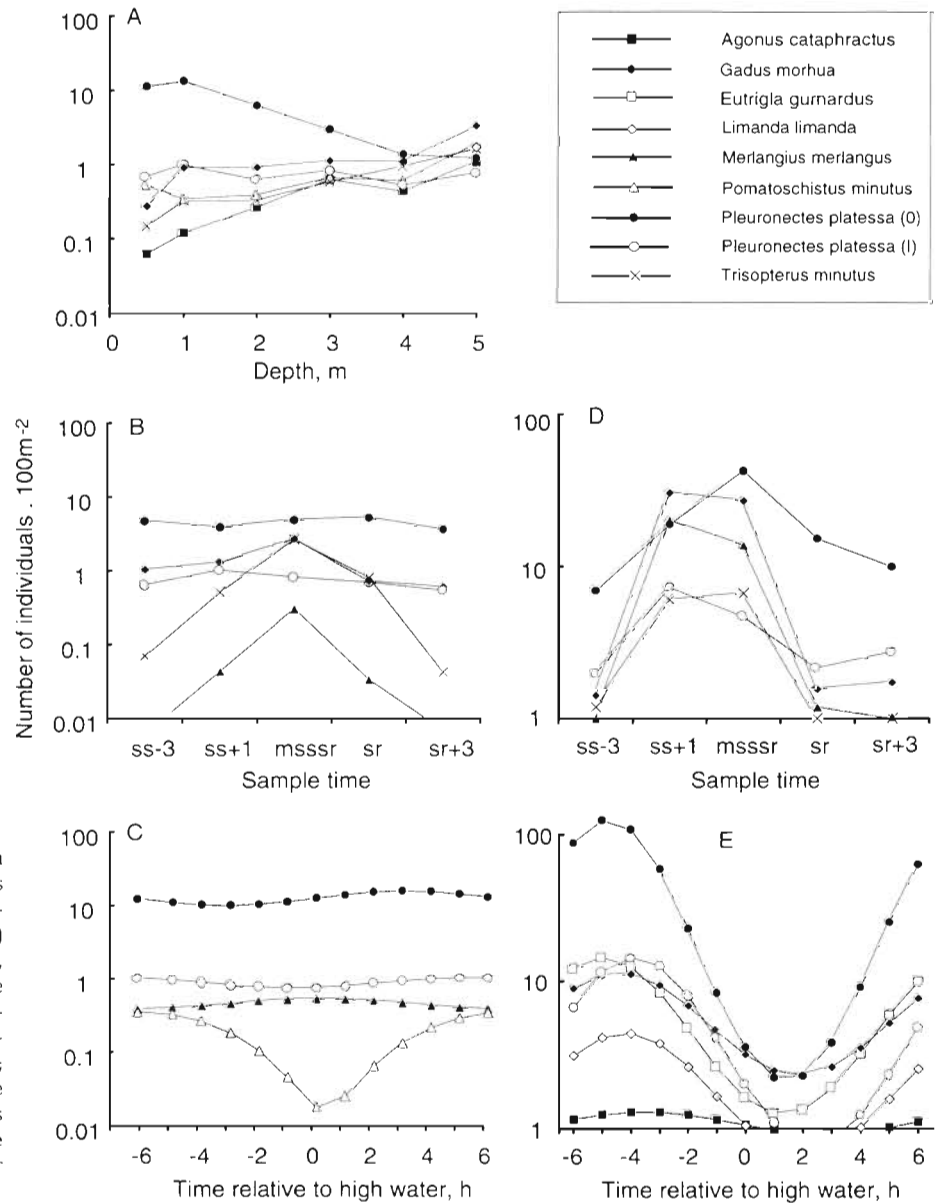 A
100
10
1
0.1
0.01
0 1 2 3 4 5
Depth, m
Agonus cataphractus
Gadus morhua
Eutrigla gurnardus
Limanda limanda
Merlangius merlangus
Pomatoschistus minutus
Pleuronectes platessa (0)
Pleuronectes platessa (I)
Trisopterus minutus
Number of individuals . 100m-2
B
100
10
1
0.1
0.01
ss-3 ss+1 msssr sr sr+3
Sample time
D
100
10
1
ss-3 ss+1 msssr sr sr+3
Sample time
C
100
10
1
0.1
0.01
-6 -4 -2 0 2 4 6
Time relative to high water, h
E
100
10
1
-6 -4 -2 0 2 4 6
Time relative to high water, h